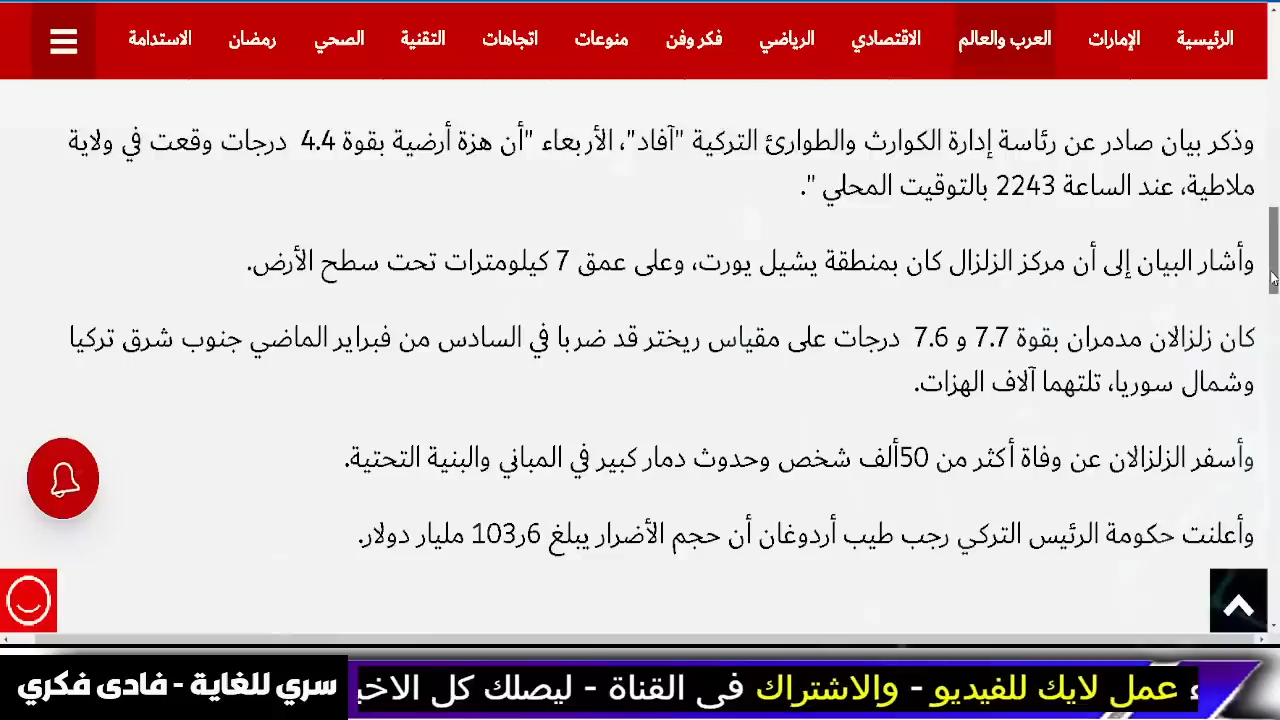 الرئيسية الإمارات العرب والعالم الاقتصادي الرياضي فكر وفن منوعات اتجاهات التقنية الصحي رمضان الاستدامة
وذكر بيان صادر عن رئاسة إدارة الكوارث والطوارئ التركية "آفاد"، الأربعاء "أن هزة أرضية بقوة 4.4 درجات وقعت في ولاية
ملاطية، عند الساعة 2243 بالتوقيت المحلي ".
وأشار البيان إلى أن مركز الزلزال كان بمنطقة يشيل يورت، وعلى عمق 7 كيلومترات تحت سطح الأرض.
كان زلزالان مدمران بقوة 7.7 و 7.6 درجات على مقياس ريختر قد ضربا في السادس من فبراير الماضي جنوب شرق تركيا
وشمال سوريا، تلتهما آلاف الهزات.
وأسفر الزلزالان عن وفاة أكثر من 50ألف شخص وحدوث دمار كبير في المباني والبنية التحتية.
وأعلنت حكومة الرئيس التركي رجب طيب أردوغان أن حجم الأضرار يبلغ 6ر103 مليار دولار.
ء عمل لايك للفيديو - والاشتراك فى القناة - ليصلك كل الاخب
سري للغاية - فادى فكري